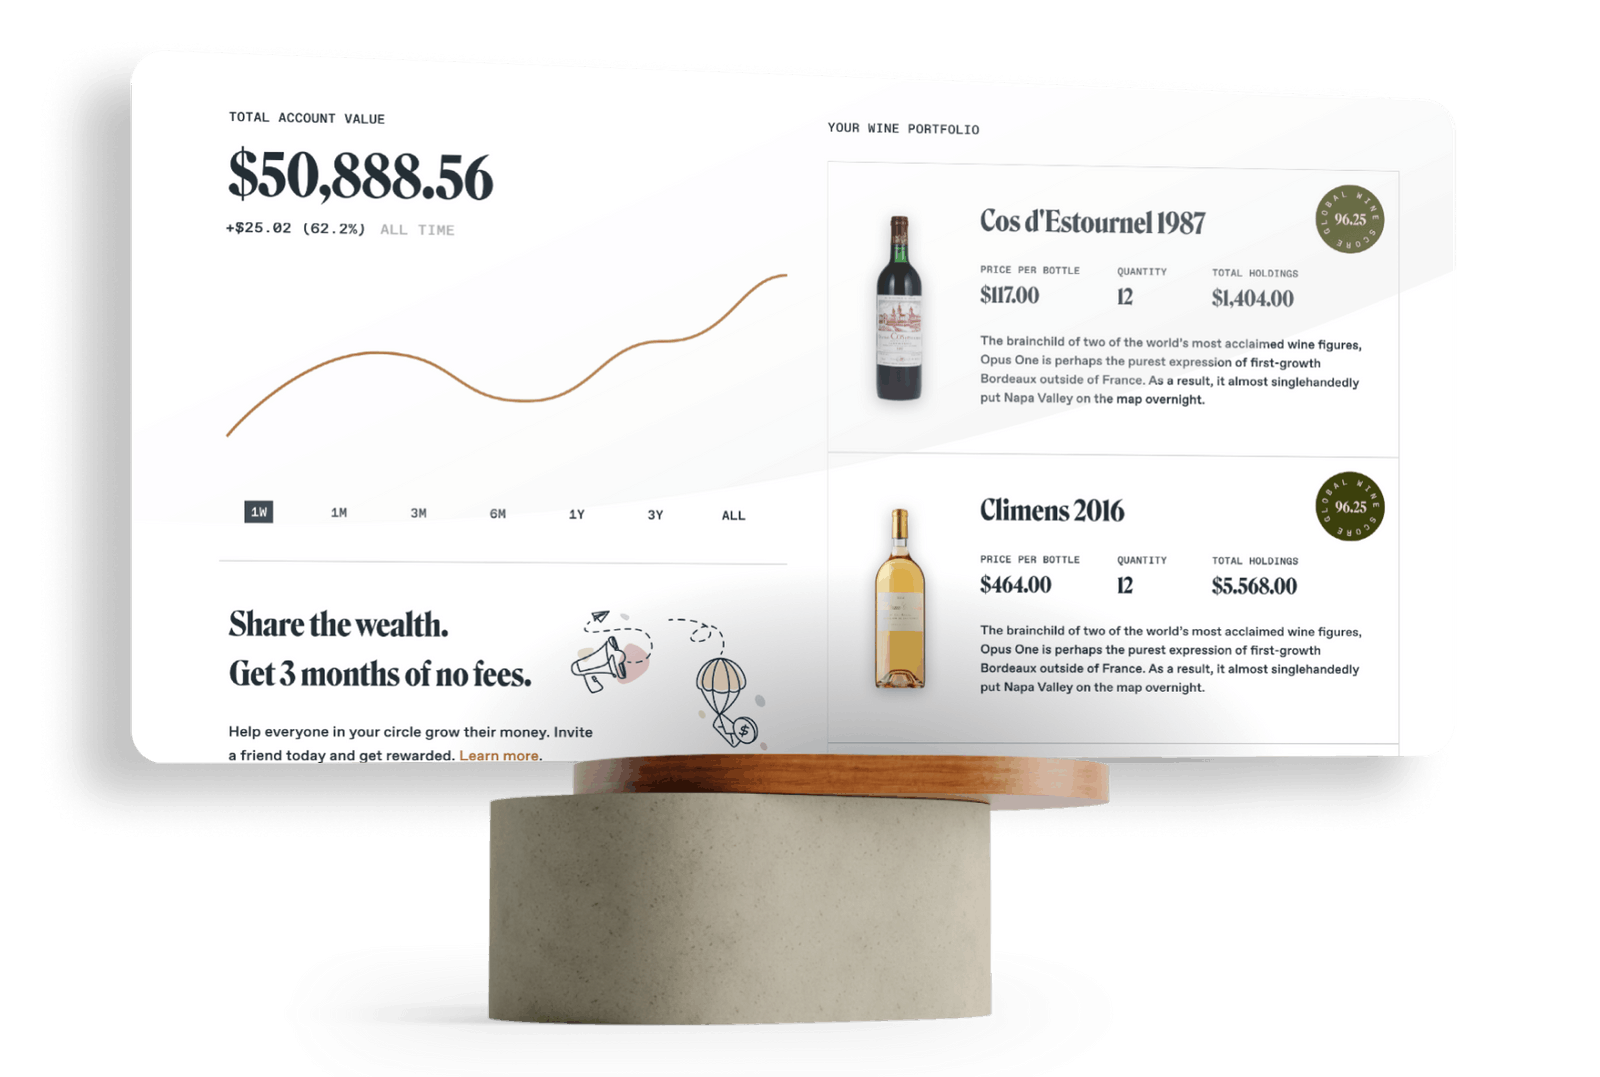 TOTAL ACCOUNT VALUE
$50,888.56
+$25.02 (62.2%) ALL TIME
1W 1M 3M 6M 1Y 3Y ALL
Share the wealth.
Get 3 months of no fees.
Help everyone in your circle grow their money. Invite
a friend today and get rewarded. Learn more.
YOUR WINE PORTFOLIO
Cos d'Estournel 1987
GLOBAL WINE SCORE
96.25
PRICE PER BOTTLE QUANTITY TOTAL HOLDINGS
$117.00 12 $1,404.00
The brainchild of two of the world's most acclaimed wine figures,
Opus One is perhaps the purest expression of first-growth
Bordeaux outside of France. As a result, it almost singlehandedly
put Napa Valley on the map overnight.
Climens 2016
GLOBAL WINE SCORE
96.25
PRICE PER BOTTLE QUANTITY TOTAL HOLDINGS
$464.00 12 $5.568.00
The brainchild of two of the world's most acclaimed wine figures,
Opus One is perhaps the purest expression of first-growth
Bordeaux outside of France. As a result, it almost singlehandedly
put Napa Valley on the map overnight.